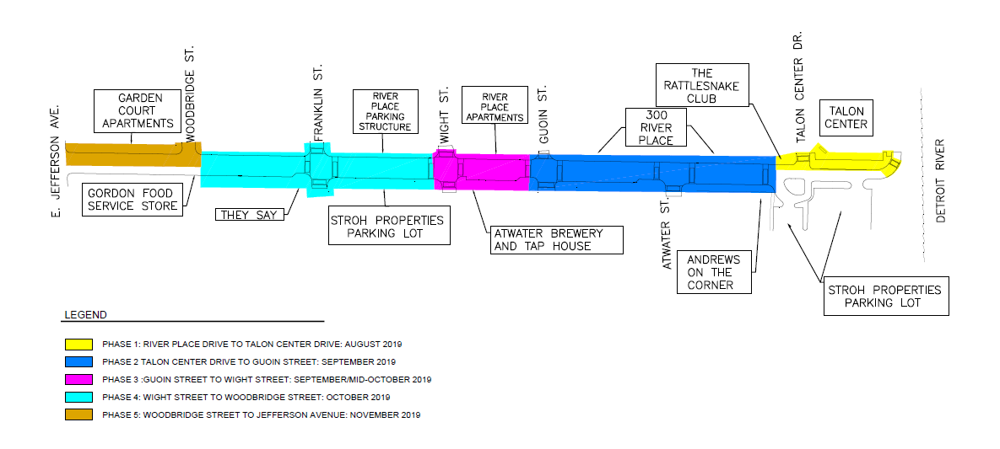 E. JEFFERSON AVE.
GARDEN
COURT
APARTMENTS
WOODBRIDGE ST.
GORDON FOOD
SERVICE STORE
THEY SAY
FRANKLIN ST.
RIVER
PLACE
PARKING
STRUCTURE
STROH PROPERTIES
PARKING LOT
WIGHT ST.
RIVER
PLACE
APARTMENTS
ATWATER BREWERY
AND TAP HOUSE
GUOIN ST.
300
RIVER
PLACE
THE
RATTLESNAKE
CLUB
ATWATER ST.
ANDREWS
ON THE
CORNER
TALON CENTER DR.
TALON
CENTER
STROH PROPERTIES
PARKING LOT
DETROIT RIVER
LEGEND
PHASE 1: RIVER PLACE DRIVE TO TALON CENTER DRIVE: AUGUST 2019
PHASE 2 TALON CENTER DRIVE TO GUOIN STREET: SEPTEMBER 2019
PHASE 3 :GUOIN STREET TO WIGHT STREET: SEPTEMBER/MID-OCTOBER 2019
PHASE 4: WIGHT STREET TO WOODBRIDGE STREET: OCTOBER 2019
PHASE 5: WOODBRIDGE STREET TO JEFFERSON AVENUE: NOVEMBER 2019